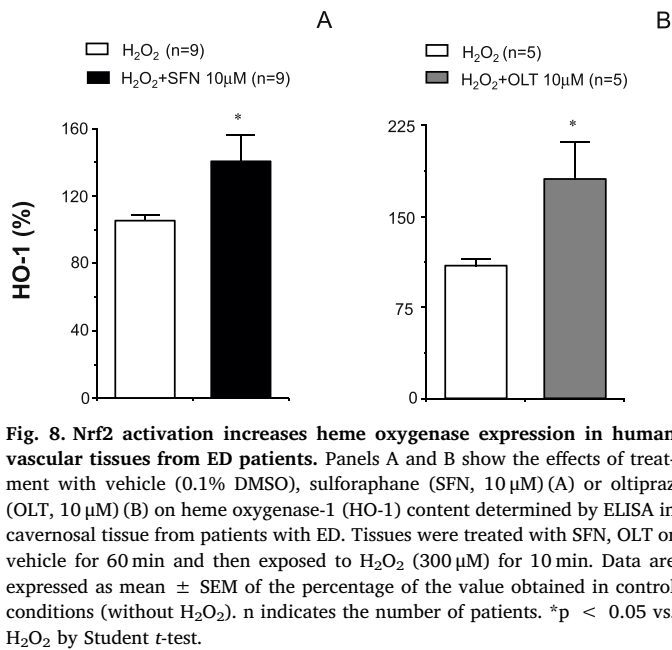 A
B
H₂O₂ (n=9)
H₂O₂+SFN 10μM (n=9)
H₂O₂ (n=5)
H₂O₂+OLT 10μM (n=5)
HO-1 (%)
160
120
80
40
0
*
225
150
75
0
*
Fig. 8. Nrf2 activation increases heme oxygenase expression in human
vascular tissues from ED patients. Panels A and B show the effects of treat-
ment with vehicle (0.1% DMSO), sulforaphane (SFN, 10 μM) (A) or oltipraz
(OLT, 10 μM) (B) on heme oxygenase-1 (HO-1) content determined by ELISA in
cavernosal tissue from patients with ED. Tissues were treated with SFN, OLT or
vehicle for 60 min and then exposed to H₂O₂ (300 μM) for 10 min. Data are
expressed as mean ± SEM of the percentage of the value obtained in control
conditions (without H₂O₂). n indicates the number of patients. *p < 0.05 vs.
H₂O₂ by Student t-test.